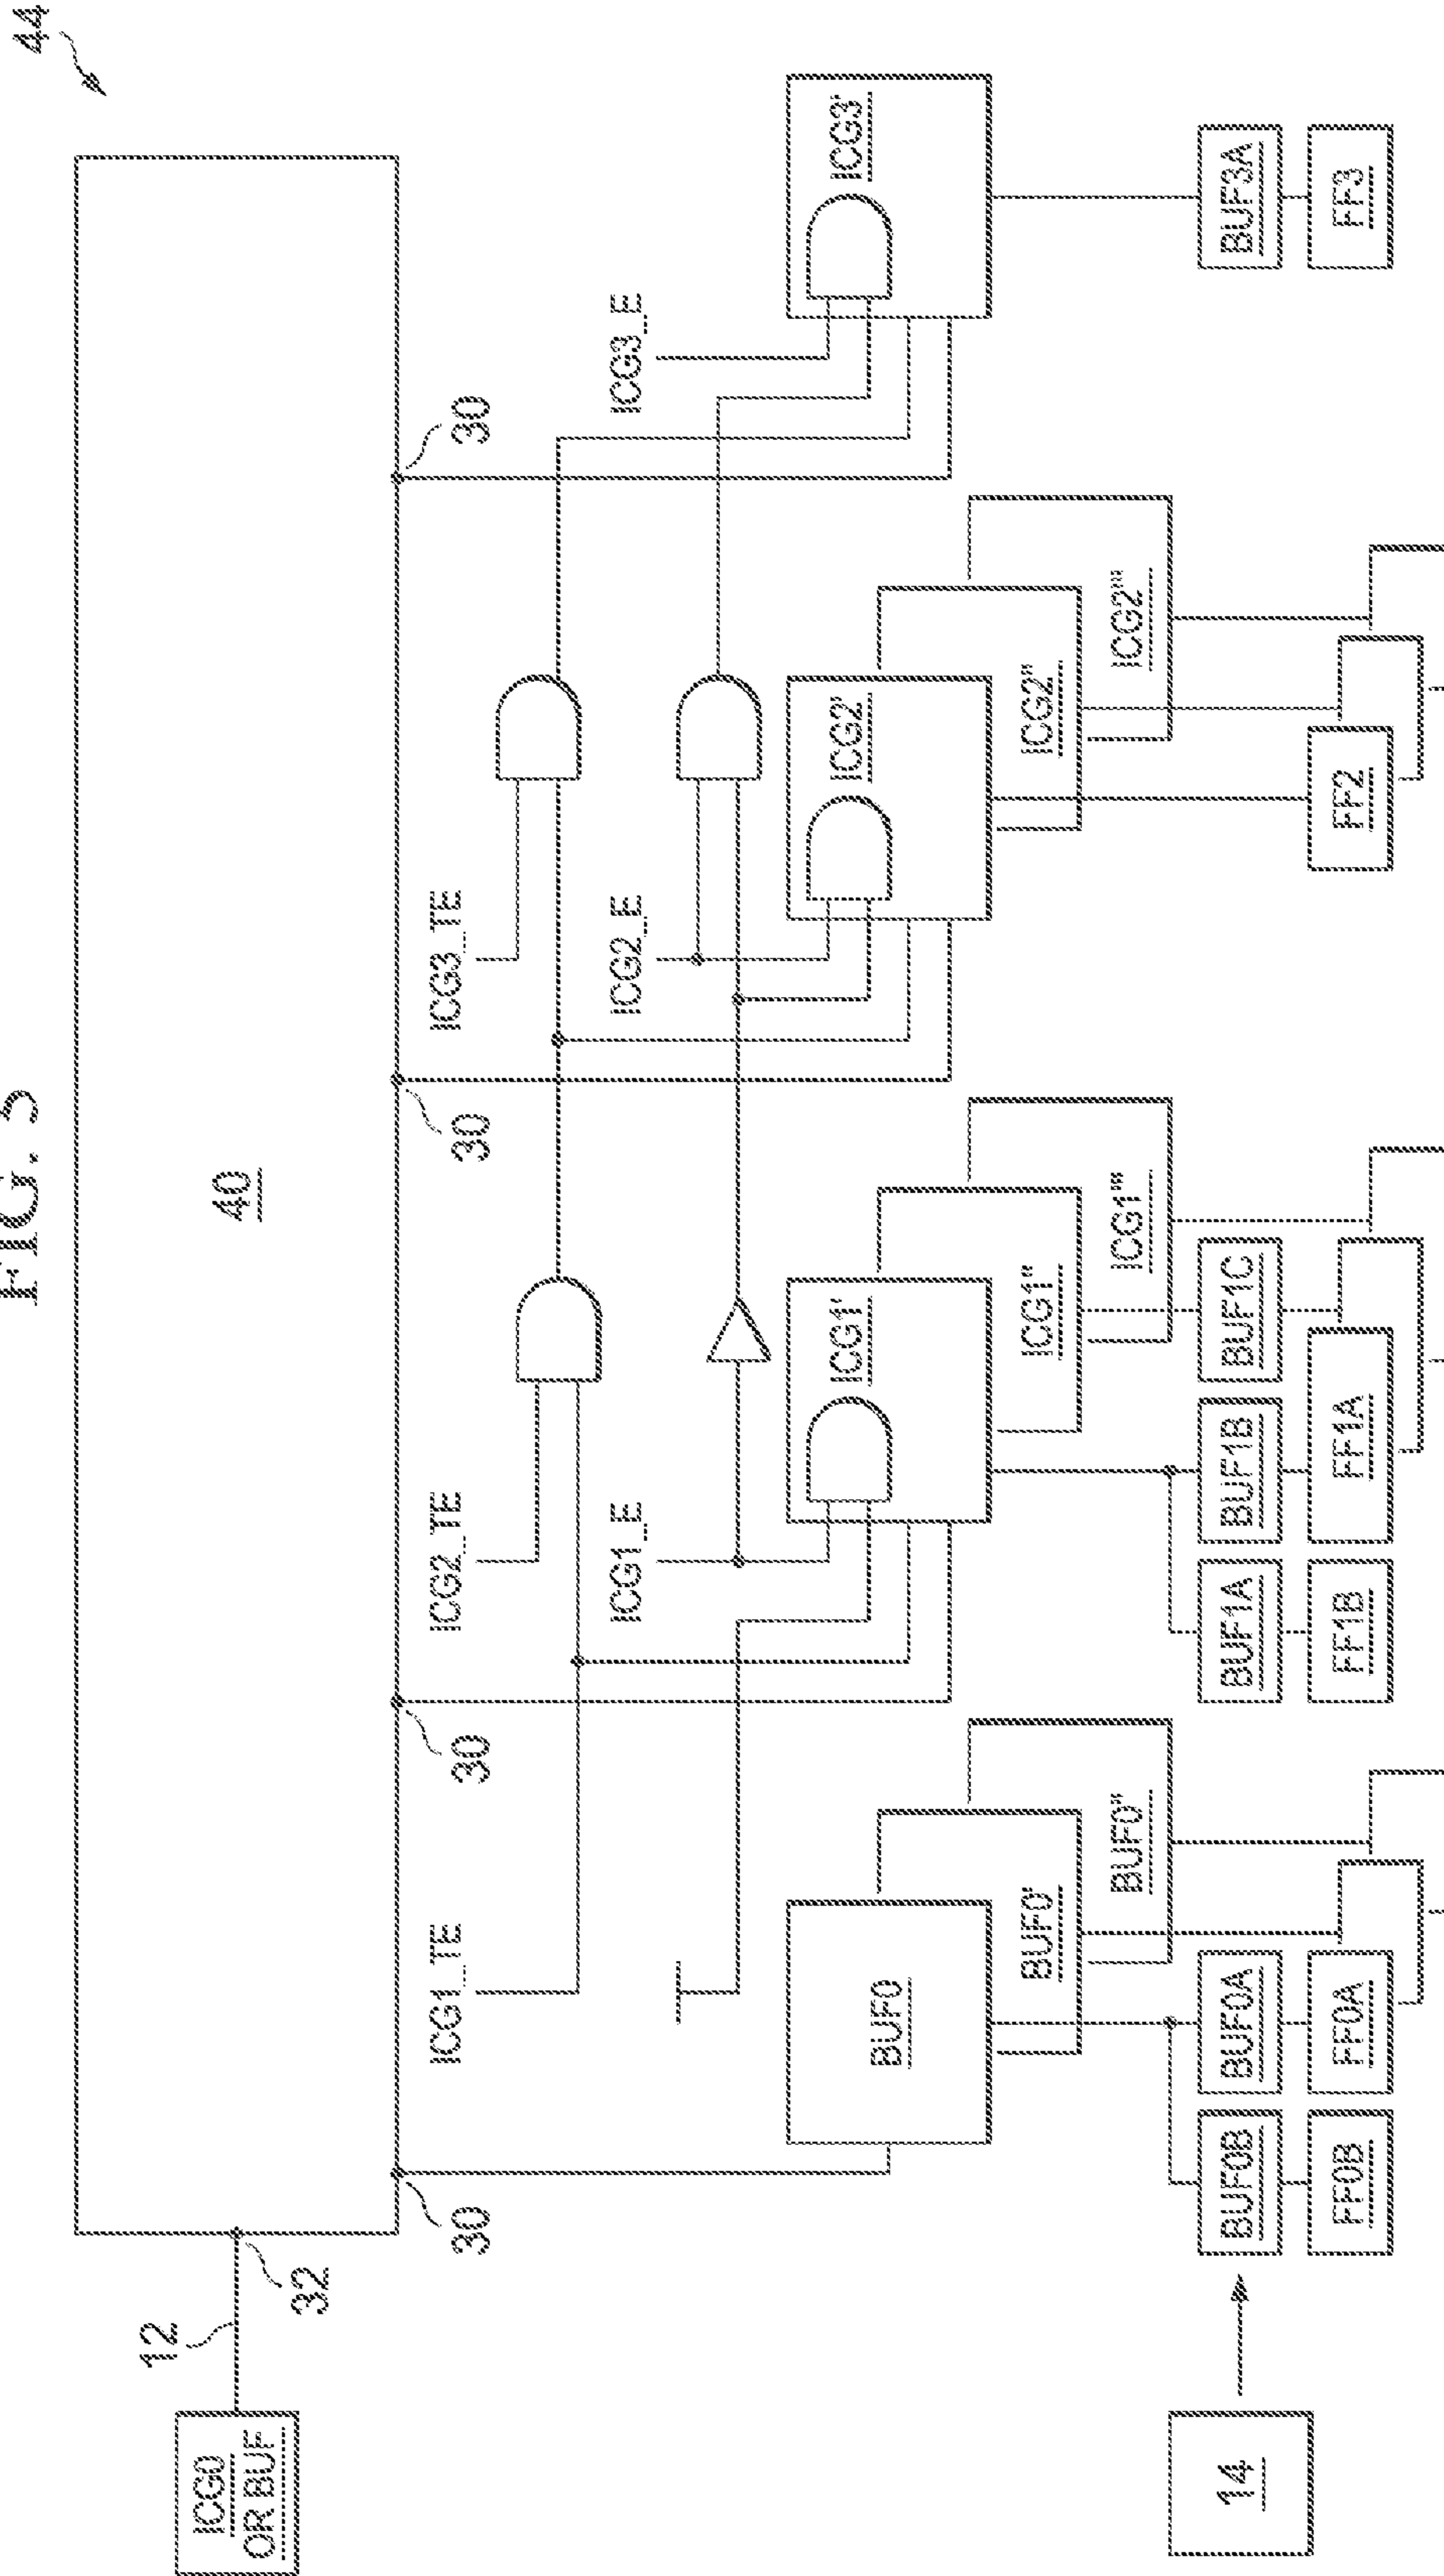 FIG. 5
44
ICG0
OR BUF
12
32
40
30
30
30
30
ICG1_TE
ICG2_TE
ICG3_TE
ICG1_E
ICG2_E
ICG3_E
BUF0
BUF0'
BUF0"
ICG1'
ICG1"
ICG1'"
ICG2'
ICG2"
ICG2'"
ICG3'
14
BUF0B
BUF0A
BUF1A
BUF1B
BUF1C
BUF3A
FF0B
FF0A
FF1B
FF1A
FF2
FF3